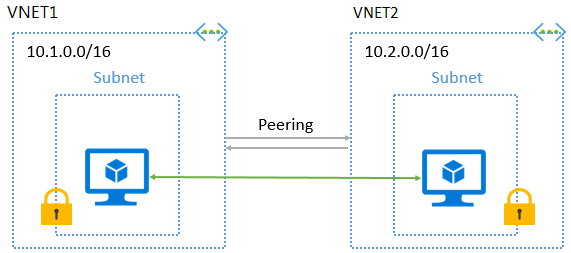 VNET1
VNET2
10.1.0.0/16
10.2.0.0/16
Subnet
Subnet
Peering